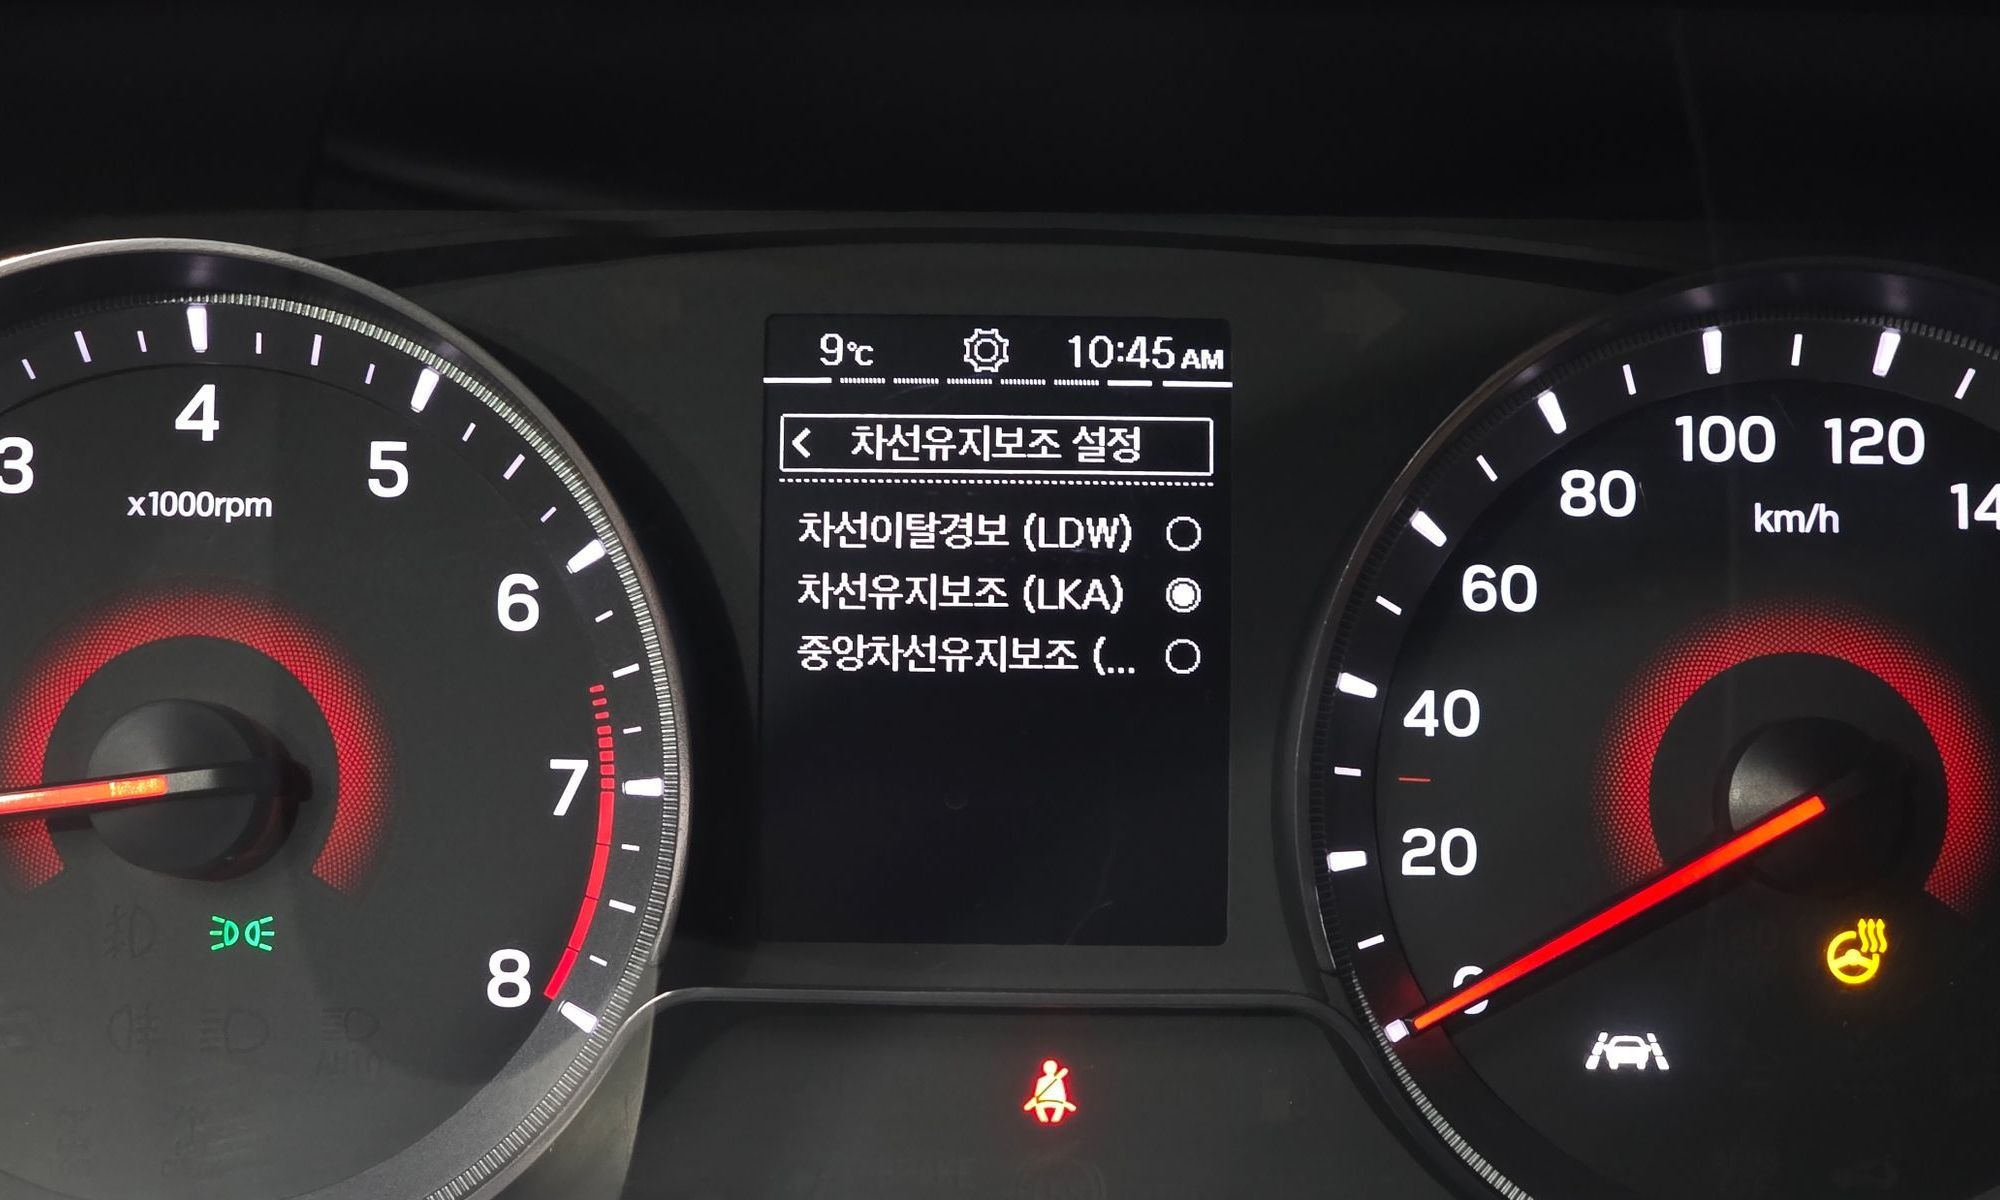 9℃ 10:45 AM
< 차선유지보조 설정
차선이탈경보 (LDW)
차선유지보조 (LKA)
중앙차선유지보조 (...
3 4 5 6 7 8
x1000rpm
0 20 40 60 80 100 120
km/h
AUTO